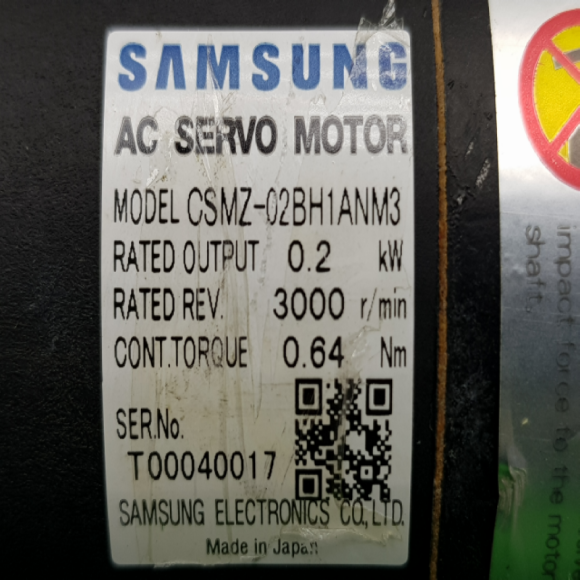 SAMSUNG
AC SERVO MOTOR
MODEL CSMZ-02BH1ANM3
RATED OUTPUT 0.2 kW
RATED REV. 3000 r/min
CONT.TORQUE 0.64 Nm
SER.No.
T00040017
SAMSUNG ELECTRONICS CO,LTD.
Made in Japan
impact force to the motor
shaft.